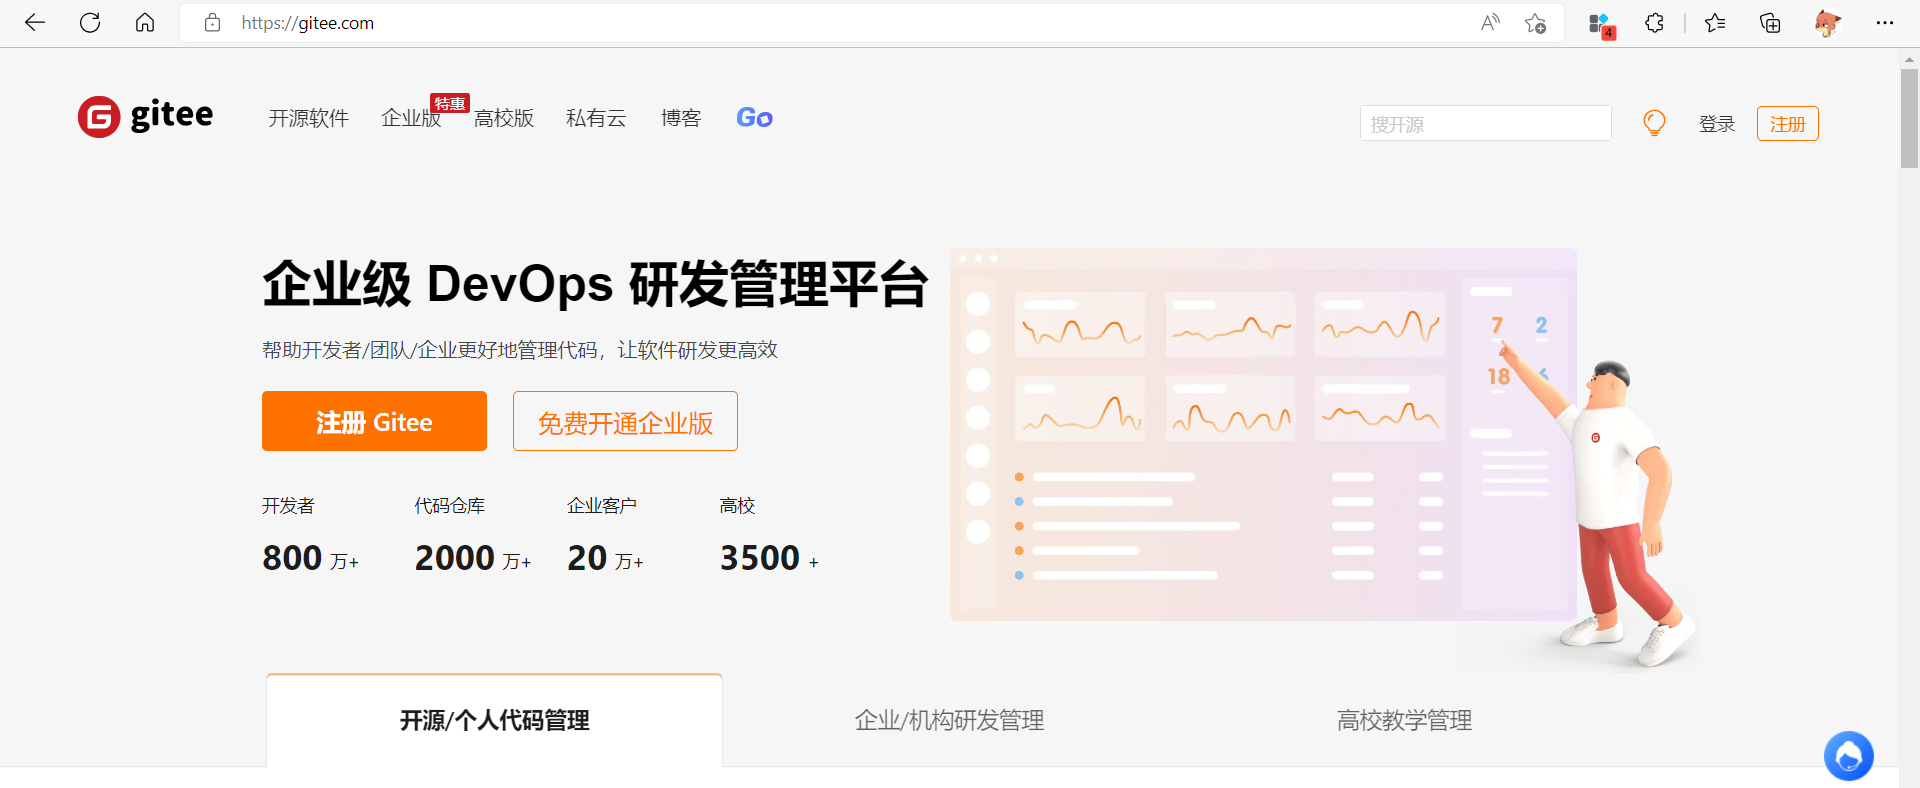 https://gitee.com
4
gitee
开源软件 企业版 特惠 高校版 私有云 博客 Go
搜开源
登录 注册
企业级 DevOps 研发管理平台
帮助开发者/团队/企业更好地管理代码，让软件研发更高效
注册 Gitee 免费开通企业版
开发者 代码仓库 企业客户 高校
800 万+ 2000 万+ 20 万+ 3500 +
7 2
18
开源/个人代码管理 企业/机构研发管理 高校教学管理